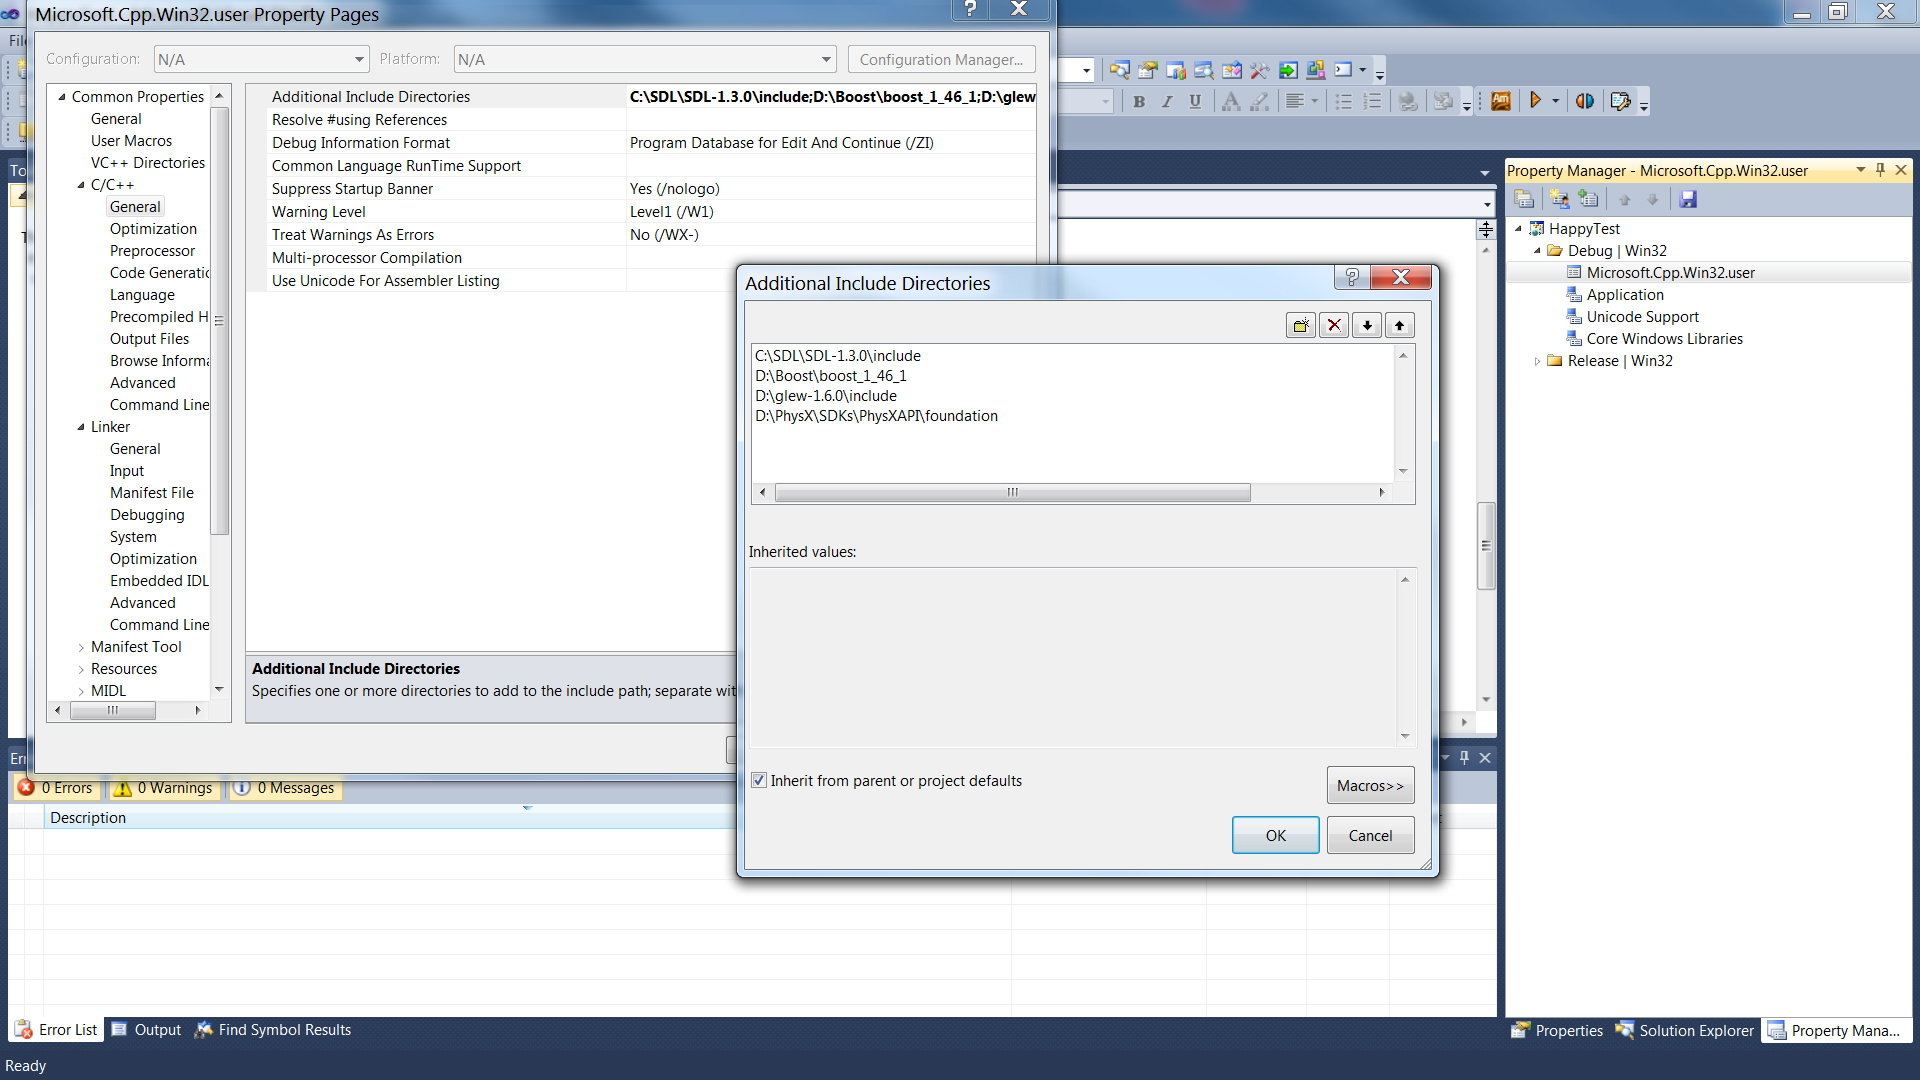 Microsoft.Cpp.Win32.user Property Pages
Configuration: N/A Platform: N/A Configuration Manager...
Common Properties
General
User Macros
VC++ Directories
C/C++
General
Optimization
Preprocessor
Code Generatio
Language
Precompiled H
Output Files
Browse Informa
Advanced
Command Line
Linker
General
Input
Manifest File
Debugging
System
Optimization
Embedded IDL
Advanced
Command Line
Manifest Tool
Resources
MIDL
Additional Include Directories C:\SDL\SDL-1.3.0\include;D:\Boost\boost_1_46_1;D:\glew
Resolve #using References
Debug Information Format Program Database for Edit And Continue (/ZI)
Common Language RunTime Support
Suppress Startup Banner Yes (/nologo)
Warning Level Level1 (/W1)
Treat Warnings As Errors No (/WX-)
Multi-processor Compilation
Use Unicode For Assembler Listing
Additional Include Directories
Specifies one or more directories to add to the include path; separate wit
Additional Include Directories
C:\SDL\SDL-1.3.0\include
D:\Boost\boost_1_46_1
D:\glew-1.6.0\include
D:\PhysX\SDKs\PhysXAPI\foundation
Inherited values:
Inherit from parent or project defaults
Macros>>
OK Cancel
Property Manager - Microsoft.Cpp.Win32.user
HappyTest
Debug | Win32
Microsoft.Cpp.Win32.user
Application
Unicode Support
Core Windows Libraries
Release | Win32
0 Errors 0 Warnings 0 Messages
Description
Error List Output Find Symbol Results
Properties Solution Explorer Property Mana...
Ready